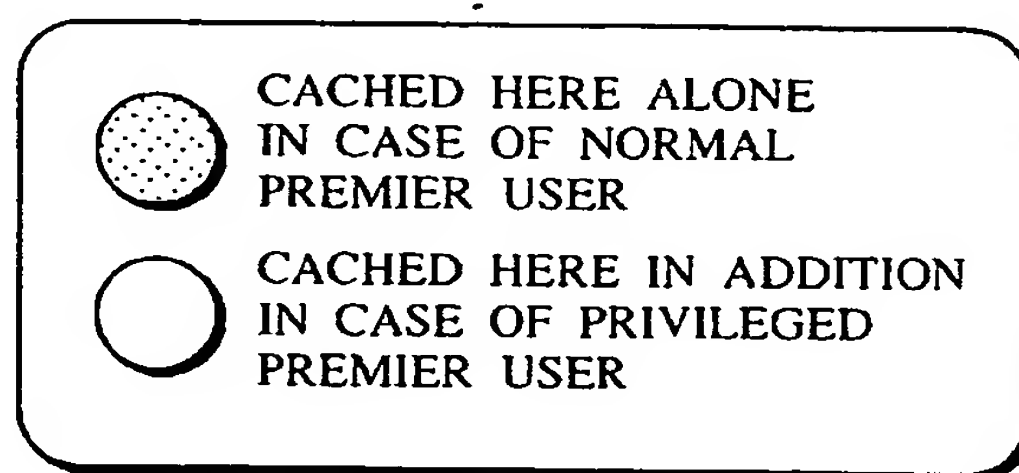 CACHED HERE ALONE
IN CASE OF NORMAL
PREMIER USER
CACHED HERE IN ADDITION
IN CASE OF PRIVILEGED
PREMIER USER